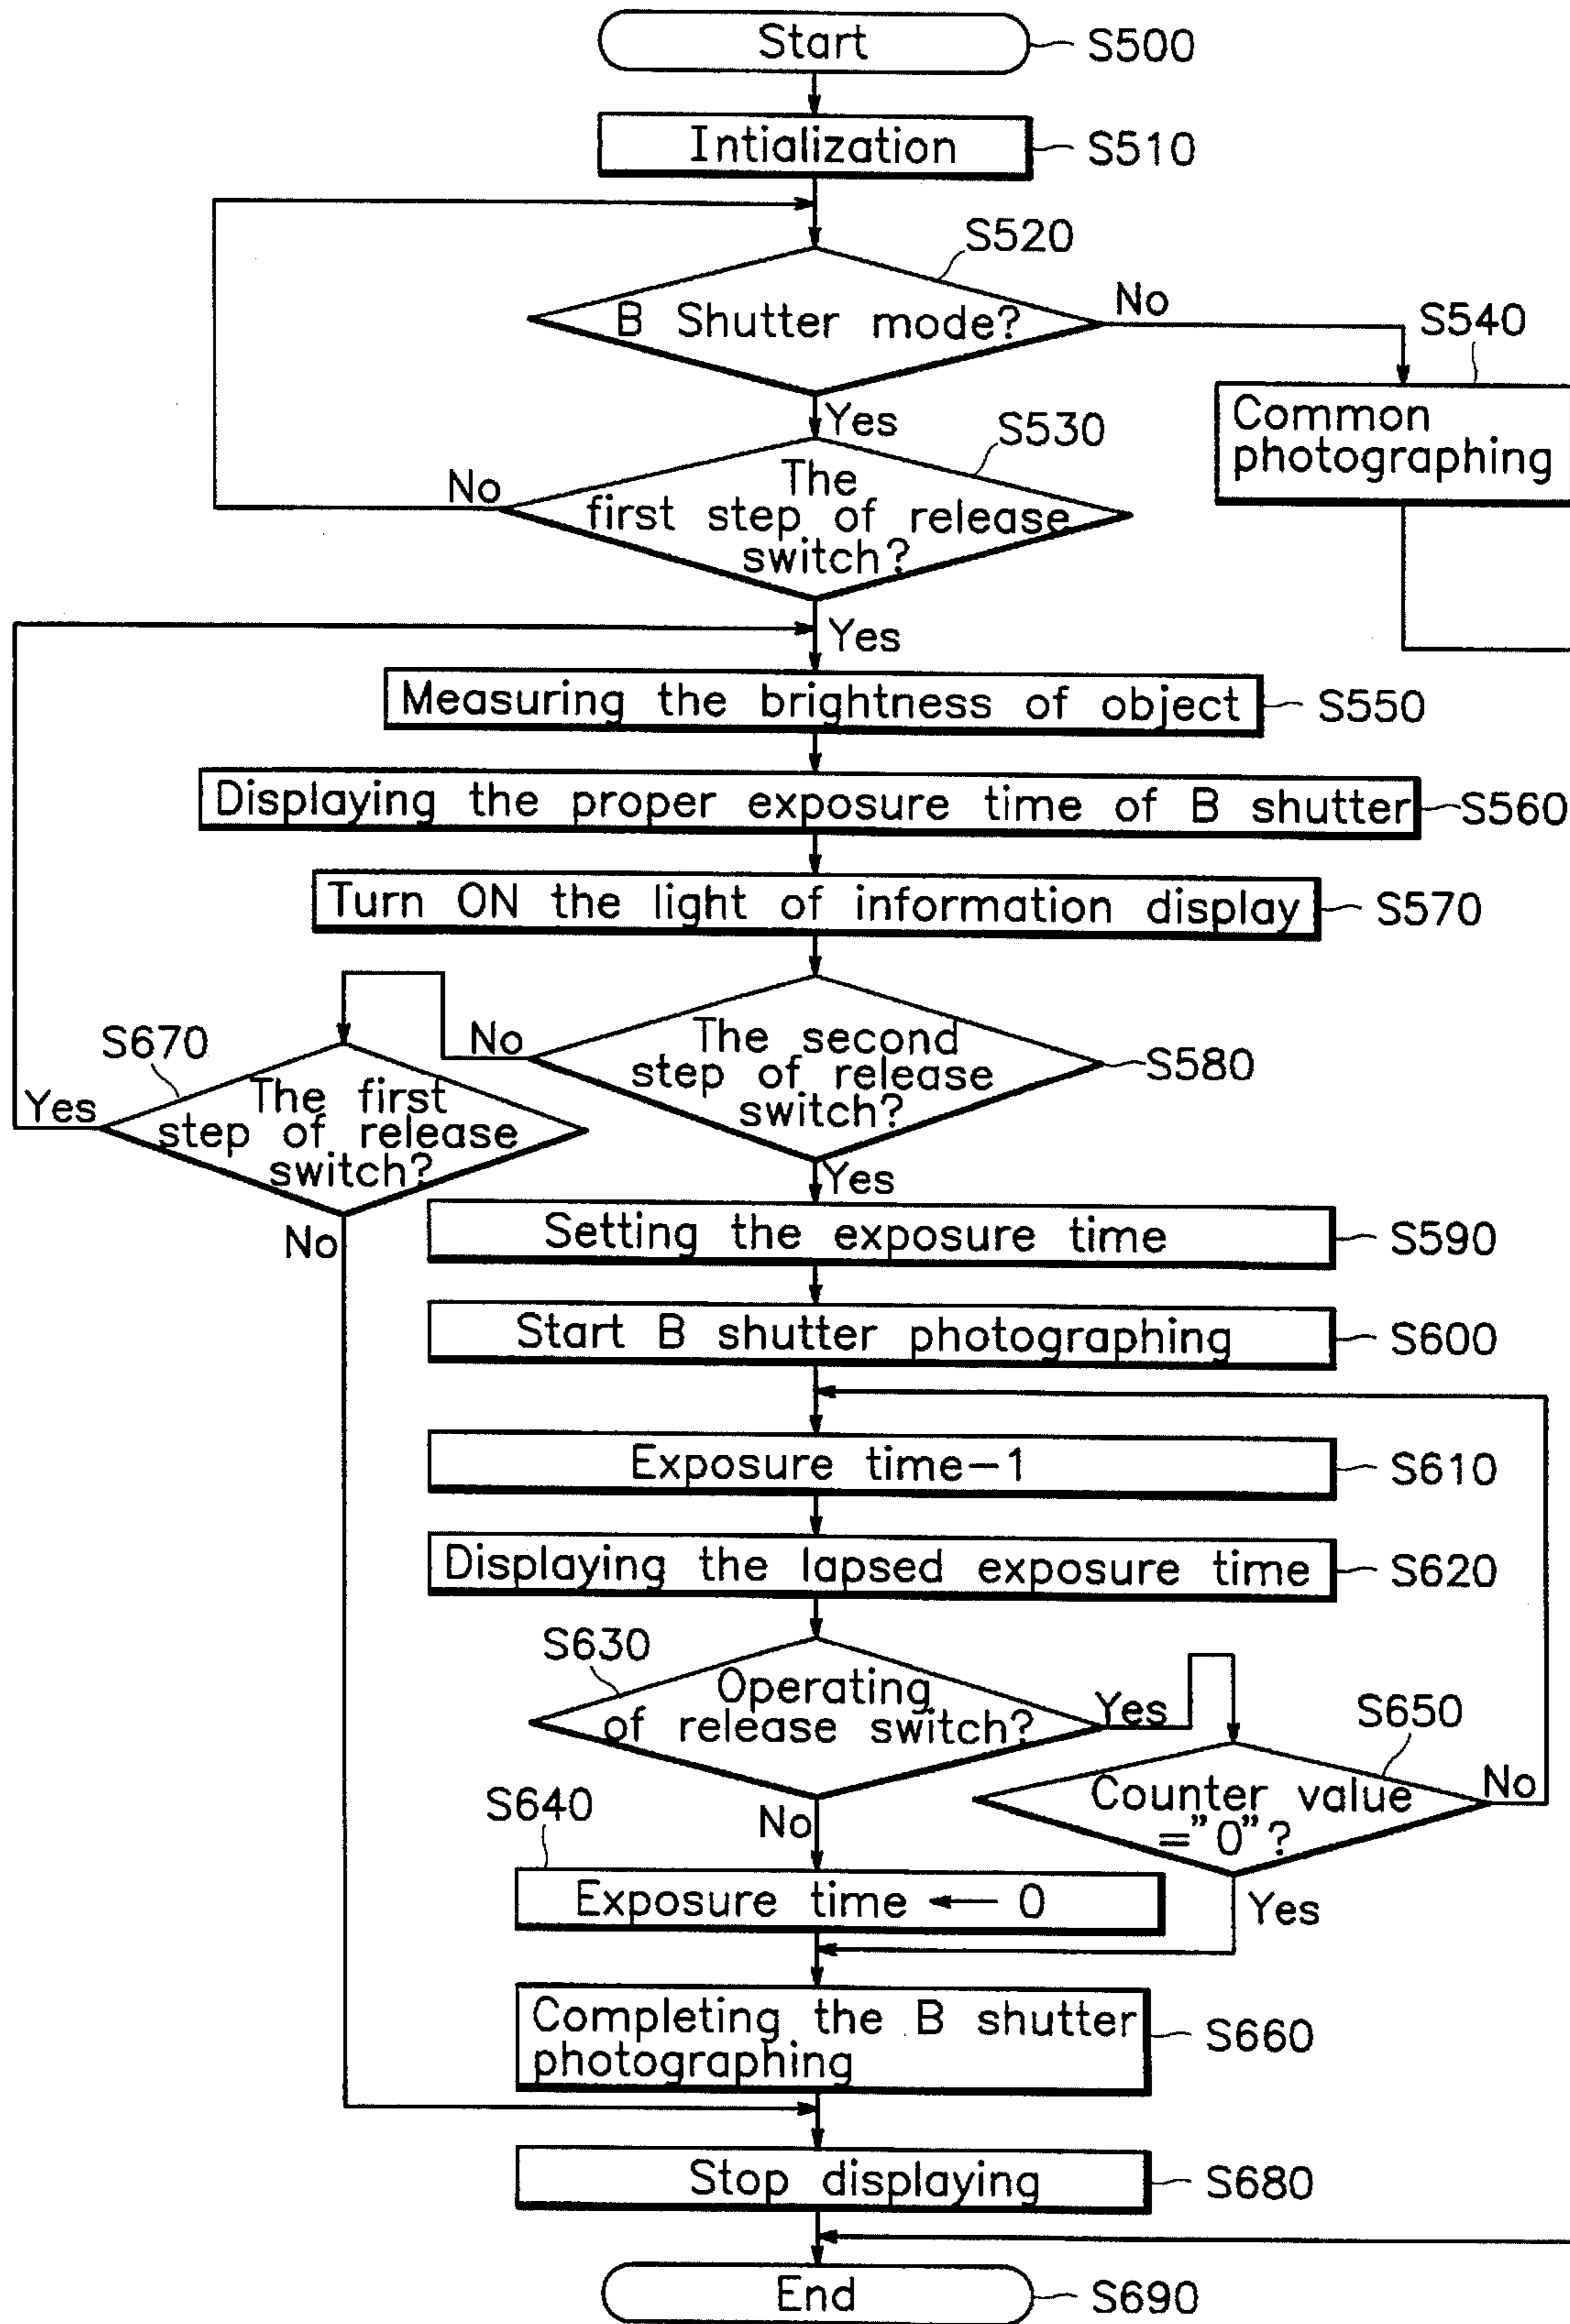 Start
S500
Intialization
S510
S520
B Shutter mode?
No
S540
Common
photographing
Yes
S530
The
first step of release
switch?
No
Yes
Measuring the brightness of object
S550
Displaying the proper exposure time of B shutter
S560
Turn ON the light of information display
S570
The second
step of release
switch?
S580
No
S670
The first
step of release
switch?
Yes
No
Yes
Setting the exposure time
S590
Start B shutter photographing
S600
Exposure time-1
S610
Displaying the lapsed exposure time
S620
S630
Operating
of release switch?
Yes
S650
Counter value
="0"?
No
No
Yes
S640
Exposure time ← 0
Completing the B shutter
photographing
S660
Stop displaying
S680
End
S690